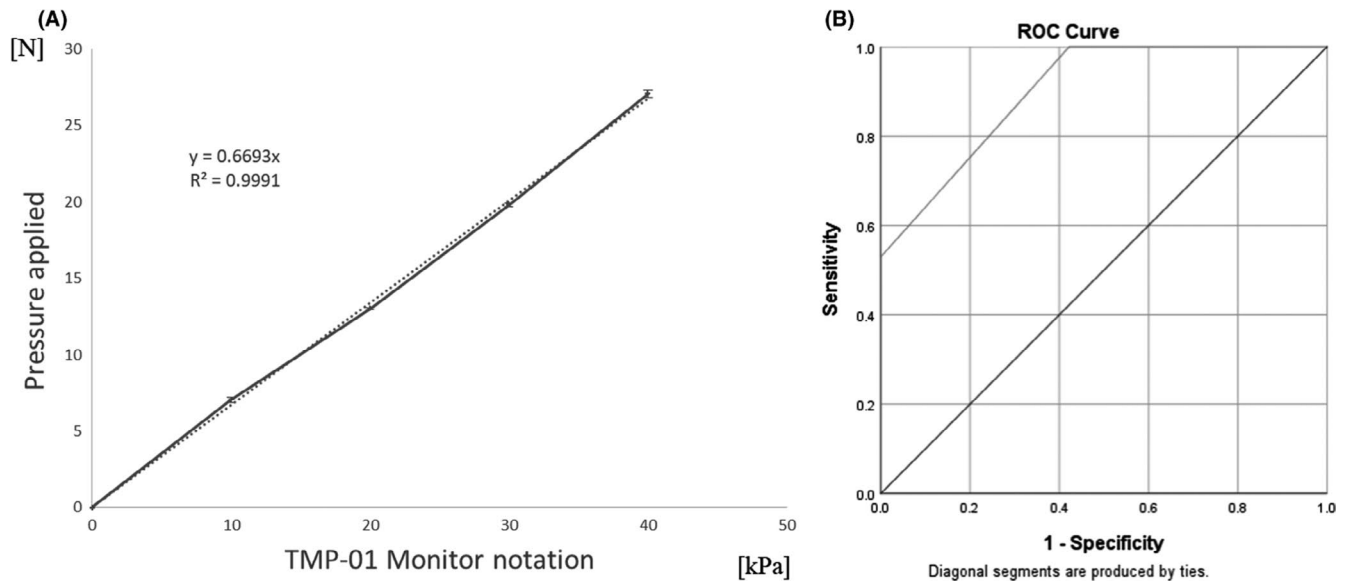 (A)
[N]
30
25
20
15
10
5
0
y = 0.6693x
R² = 0.9991
Pressure applied
0 10 20 30 40 50
TMP-01 Monitor notation
[kPa]
(B)
ROC Curve
1.0
0.8
0.6
0.4
0.2
0.0
Sensitivity
0.0 0.2 0.4 0.6 0.8 1.0
1 - Specificity
Diagonal segments are produced by ties.